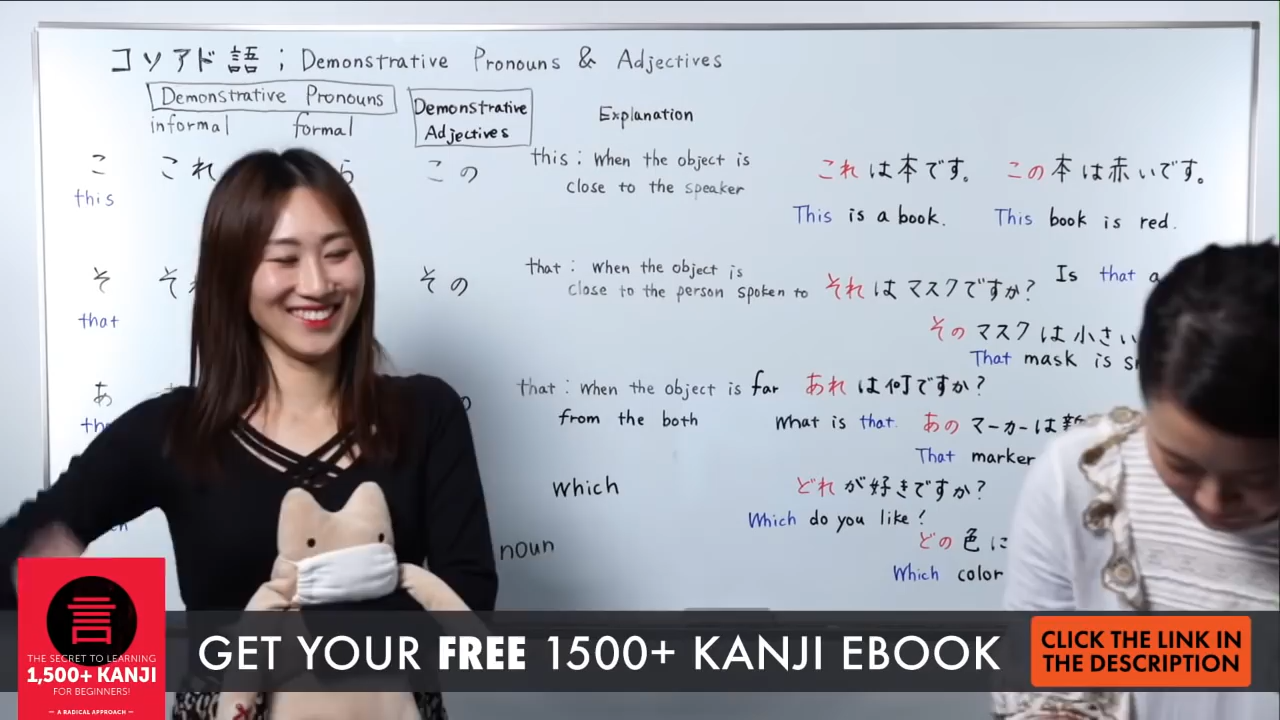 コソアド語 ; Demonstrative Pronouns & Adjectives
Demonstrative Pronouns
Demonstrative Adjectives
Explanation
informal formal
こ これ ら この
this
this : When the object is
close to the speaker
これは本です。 この本は赤いです。
This is a book. This book is red.
そ そ その
that
that : When the object is
close to the person spoken to
それはマスクですか?
Is that a
そのマスクは小さい
That mask is
あ
that : When the object is far
from the both
あれは何ですか?
What is that.
あのマーカーは新
That marker
which
どれが好きですか?
Which do you like !
noun
どの色に
Which color
言
THE SECRET TO LEARNING
1,500+ KANJI
FOR BEGINNERS!
— A RADICAL APPROACH —
GET YOUR FREE 1500+ KANJI EBOOK
CLICK THE LINK IN
THE DESCRIPTION